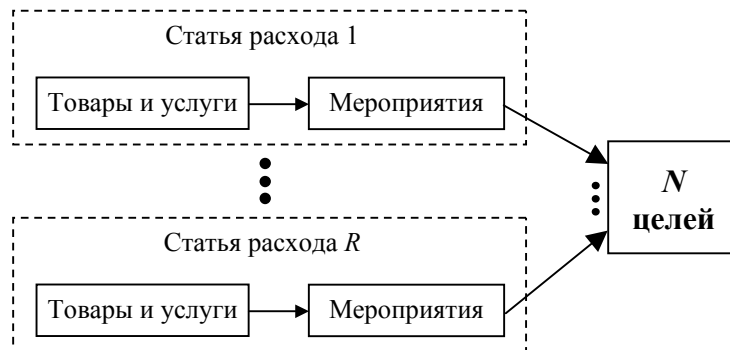 Статья расхода 1
Товары и услуги
Мероприятия
N
целей
Статья расхода R
Товары и услуги
Мероприятия